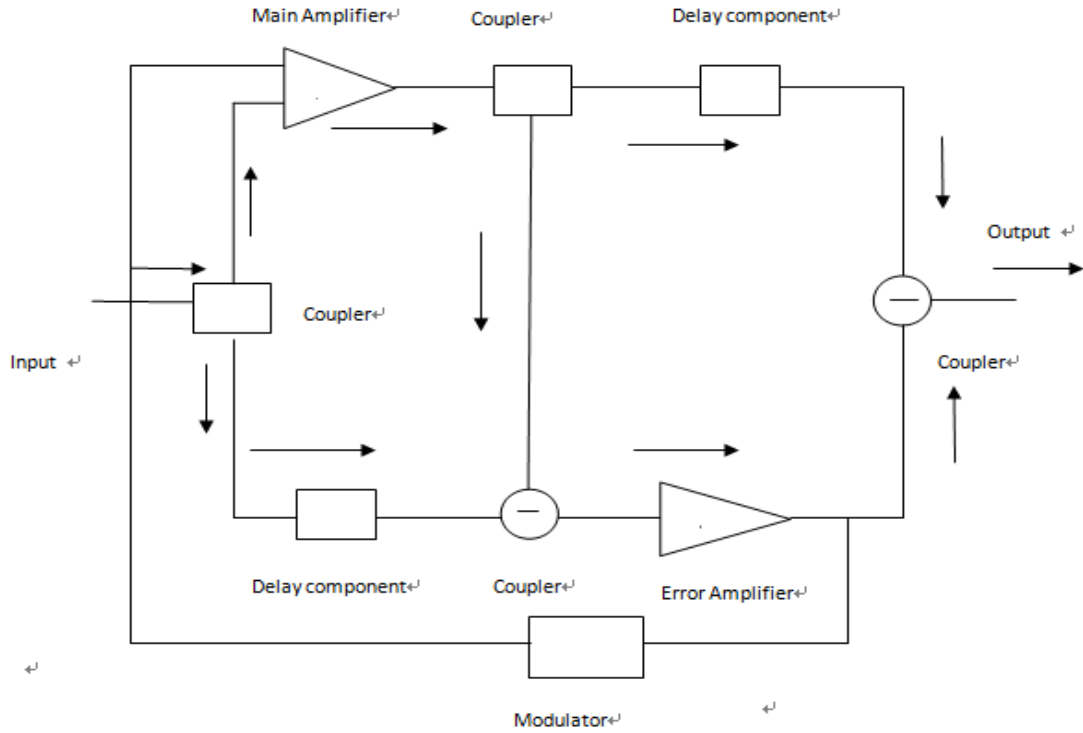 Main Amplifier↵
Coupler↵
Delay component↵
Output ↵
Coupler↵
Input ↵
Coupler↵
Delay component↵
Coupler↵
Error Amplifier↵
↵
Modulator↵
↵